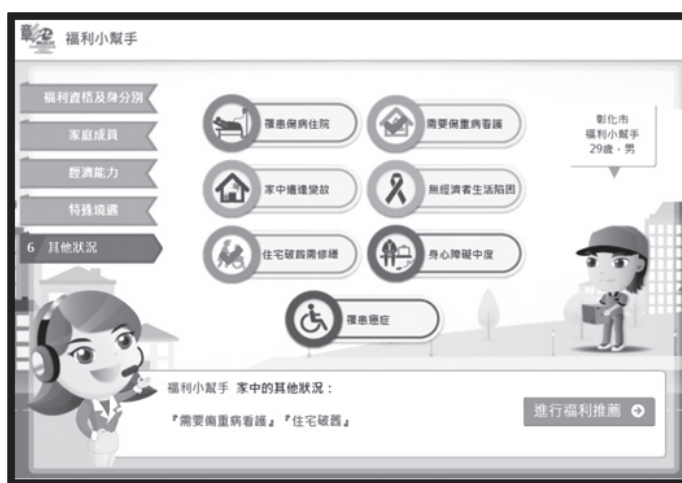 福利小幫手
福利資格及身分別
家庭成員
經濟能力
特殊境遇
6 其他狀況
罹患傷病住院
需要傷重病看護
家中遭逢變故
無經濟者生活陷困
住宅破舊需修繕
身心障礙中度
罹患癌症
彰化市
福利小幫手
29歲，男
福利小幫手 家中的其他狀況：
『需要傷重病看護』『住宅破舊』
進行福利推薦